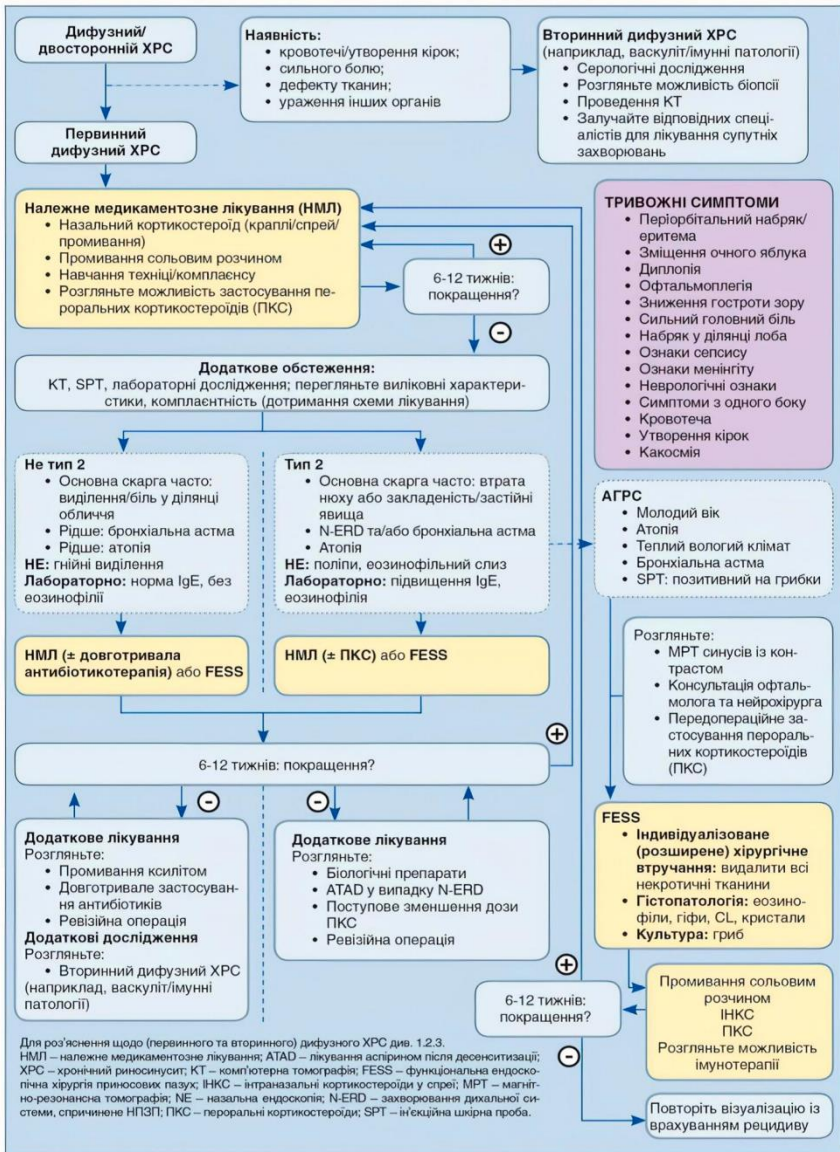 Дифузний/
двосторонній ХРС
Наявність:
• кровотечі/утворення кірок;
• сильного болю;
• дефекту тканин;
• ураження інших органів
Вторинний дифузний ХРС
(наприклад, васкуліт/імунні патології)
• Серологічні дослідження
• Розгляньте можливість біопсії
• Проведення КТ
• Залучайте відповідних спеці-
алістів для лікування супутніх
захворювань
Первинний
дифузний ХРС
Належне медикаментозне лікування (НМЛ)
• Назальний кортикостероїд (краплі/спрей/
промивання)
• Промивання сольовим розчином
• Навчання техніці/комплаєнсу
• Розгляньте можливість застосування пе-
роральних кортикостероїдів (ПКС)
+
6-12 тижнів:
покращення?
-
ТРИВОЖНІ СИМПТОМИ
• Періорбітальний набряк/
еритема
• Зміщення очного яблука
• Диплопія
• Офтальмоплегія
• Зниження гостроти зору
• Сильний головний біль
• Набряк у ділянці лоба
• Ознаки сепсису
• Ознаки менінгіту
• Неврологічні ознаки
• Симптоми з одного боку
• Кровотеча
• Утворення кірок
• Какосмія
Додаткове обстеження:
КТ, SPT, лабораторні дослідження; перегляньте виліковні характери-
стики, комплаєнтність (дотримання схеми лікування)
Не тип 2
• Основна скарга часто:
виділення/біль у ділянці
обличчя
• Рідше: бронхіальна астма
• Рідше: атопія
НЕ: гнійні виділення
Лабораторно: норма IgE, без
еозинофілії
Тип 2
• Основна скарга часто: втрата
нюху або закладеність/застійні
явища
• N-ERD та/або бронхіальна астма
• Атопія
НЕ: поліпи, еозинофільний слиз
Лабораторно: підвищення IgE,
еозинофілія
АГРС
• Молодий вік
• Атопія
• Теплий вологий клімат
• Бронхіальна астма
• SPT: позитивний на грибки
НМЛ (± довготривала
антибіотикотерапія) або FESS
НМЛ (± ПКС) або FESS
Розгляньте:
• МРТ синусів із кон-
трастом
• Консультація офталь-
молога та нейрохірурга
• Передопераційне за-
стосування перораль-
них кортикостероїдів
(ПКС)
6-12 тижнів: покращення?
+
-
-
Додаткове лікування
Розгляньте:
• Промивання ксилітом
• Довготривале застосуван-
ня антибіотиків
• Ревізійна операція
Додаткові дослідження
Розгляньте:
• Вторинний дифузний ХРС
(наприклад, васкуліт/імунні
патології)
Додаткове лікування
Розгляньте:
• Біологічні препарати
• ATAD у випадку N-ERD
• Поступове зменшення дози
ПКС
• Ревізійна операція
FESS
• Індивідуалізоване
(розширене) хірургічне
втручання: видалити всі
некротичні тканини
• Гістопатологія: еозино-
філи, гіфи, CL, кристали
• Культура: гриб
+
6-12 тижнів:
покращення?
-
Промивання сольовим
розчином
ІНКС
ПКС
Розгляньте можливість
імунотерапії
Повторіть візуалізацію із
врахуванням рецидиву
Для роз'яснення щодо (первинного та вторинного) дифузного ХРС див. 1.2.3.
НМЛ – належне медикаментозне лікування; ATAD – лікування аспірином після десенситизації;
ХРС – хронічний риносинусит; КТ – комп'ютерна томографія; FESS – функціональна ендоско-
пічна хірургія приносових пазух; ІНКС – інтраназальні кортикостероїди у спреї; МРТ – магніт-
но-резонансна томографія; NE – назальна ендоскопія; N-ERD – захворювання дихальної си-
стеми, спричинене НПЗП; ПКС – пероральні кортикостероїди; SPT – ін'єкційна шкірна проба.